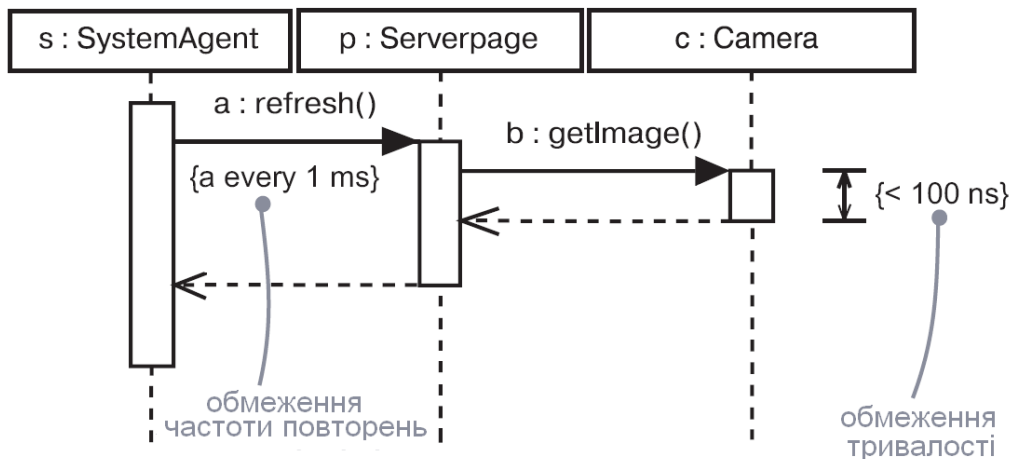 s : SystemAgent
p : Serverpage
c : Camera
a : refresh()
b : getImage()
{a every 1 ms}
{< 100 ns}
обмеження
частоти повторень
обмеження
тривалості